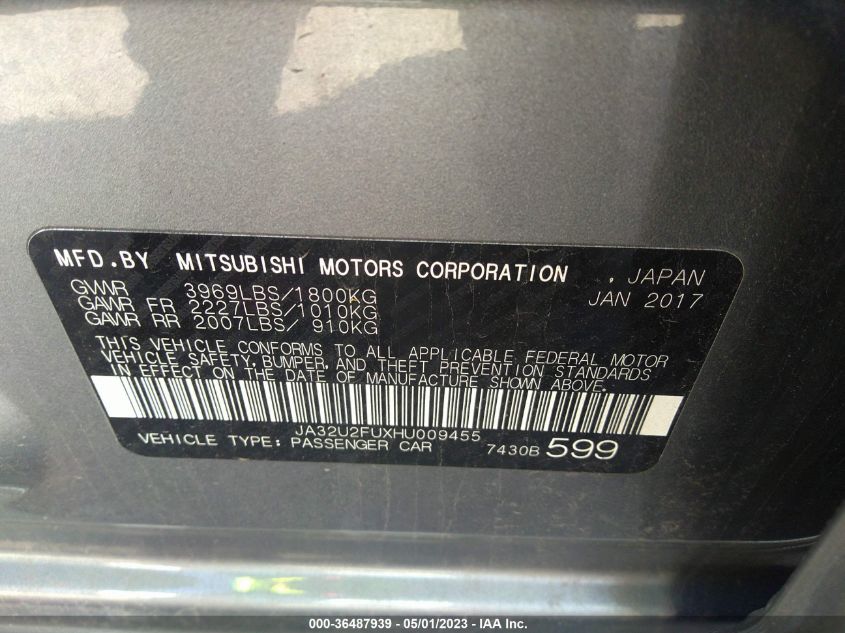 MFD.BY MITSUBISHI MOTORS CORPORATION , JAPAN
GVWR 3969LBS/1800KG JAN 2017
GAWR FR 2227LBS/1010KG
GAWR RR 2007LBS/ 910KG
THIS VEHICLE CONFORMS TO ALL APPLICABLE FEDERAL MOTOR
VEHICLE SAFETY, BUMPER, AND THEFT PREVENTION STANDARDS
IN EFFECT ON THE DATE OF MANUFACTURE SHOWN ABOVE.
JA32U2FUXHU009455
VEHICLE TYPE: PASSENGER CAR 7430B 599
000-36487939 - 05/01/2023 - IAA Inc.